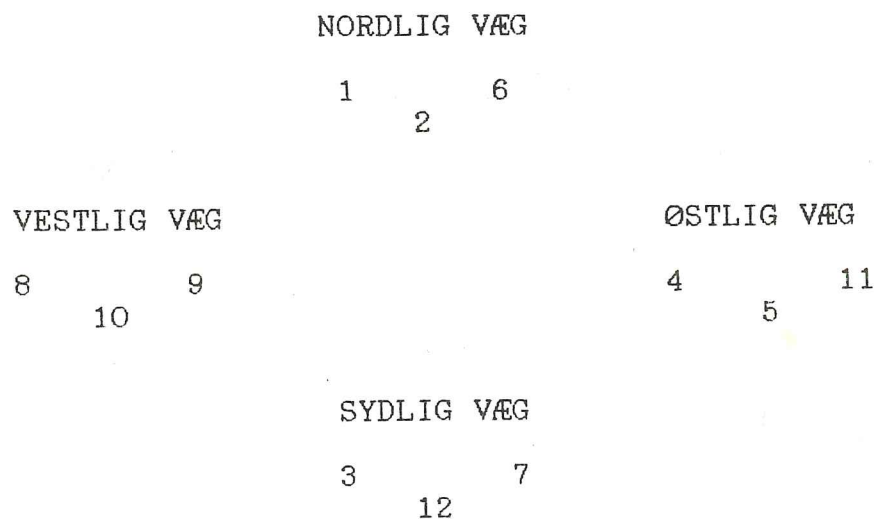 NORDLIG VÆG
1 6
2
VESTLIG VÆG
8 9
10
ØSTLIG VÆG
4 11
5
SYDLIG VÆG
3 7
12